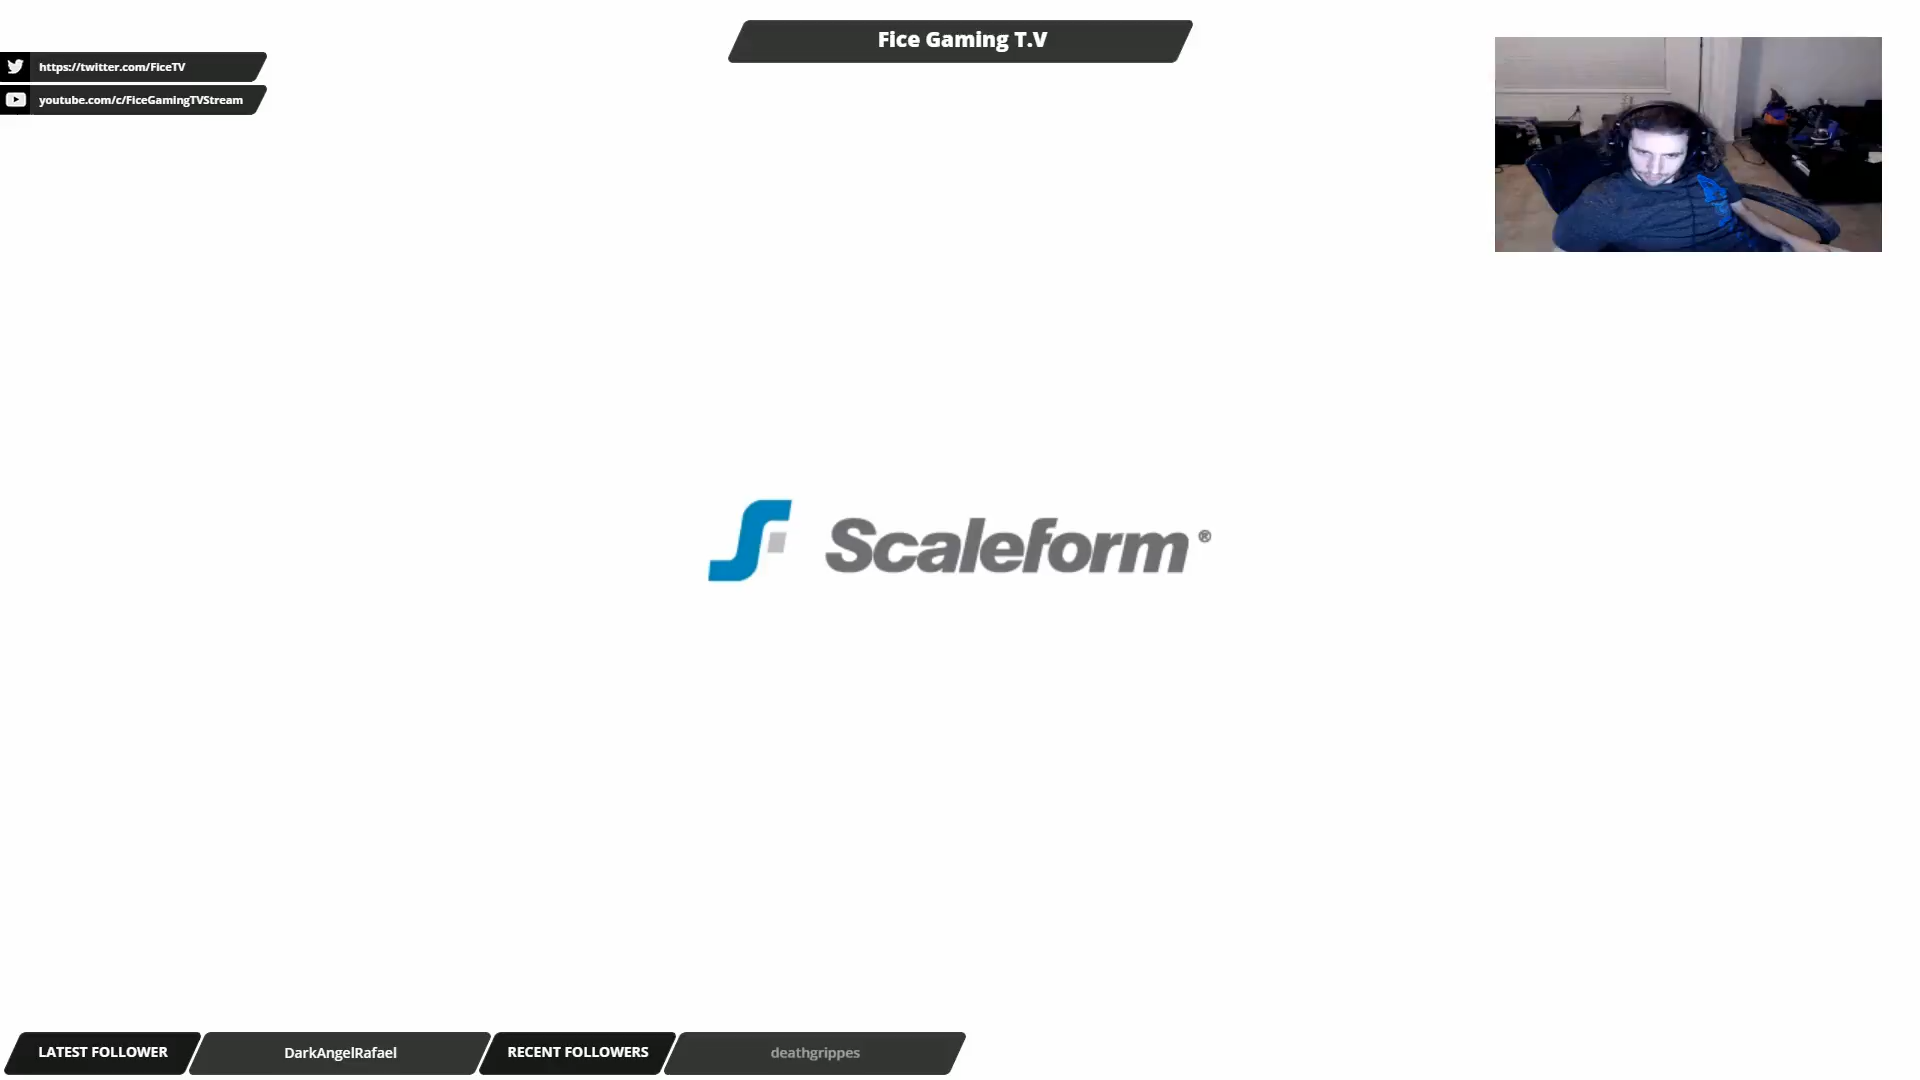 Fice Gaming T.V
https://twitter.com/FiceTV
youtube.com/c/FiceGamingTVStream
Scaleform®
LATEST FOLLOWER DarkAngelRafael RECENT FOLLOWERS deathgrippes